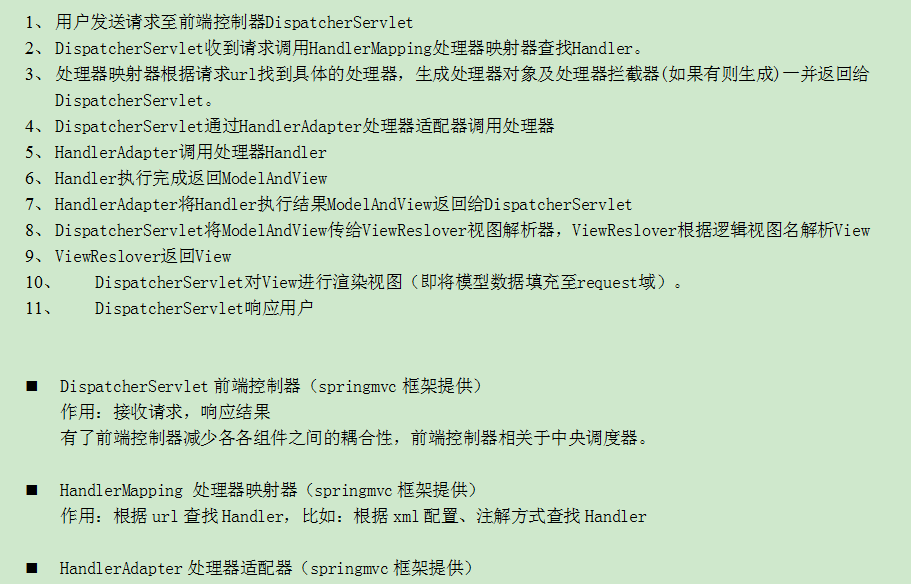 1、用户发送请求至前端控制器DispatcherServlet
2、DispatcherServlet收到请求调用HandlerMapping处理器映射器查找Handler。
3、处理器映射器根据请求url找到具体的处理器，生成处理器对象及处理器拦截器(如果有则生成)一并返回给
DispatcherServlet。
4、DispatcherServlet通过HandlerAdapter处理器适配器调用处理器
5、HandlerAdapter调用处理器Handler
6、Handler执行完成返回ModelAndView
7、HandlerAdapter将Handler执行结果ModelAndView返回给DispatcherServlet
8、DispatcherServlet将ModelAndView传给ViewReslover视图解析器，ViewReslover根据逻辑视图名解析View
9、ViewReslover返回View
10、 DispatcherServlet对View进行渲染视图（即将模型数据填充至request域）。
11、 DispatcherServlet响应用户
■ DispatcherServlet 前端控制器（springmvc 框架提供）
作用：接收请求，响应结果
有了前端控制器减少各各组件之间的耦合性，前端控制器相关于中央调度器。
■ HandlerMapping 处理器映射器（springmvc 框架提供）
作用：根据 url 查找 Handler，比如：根据 xml 配置、注解方式查找 Handler
■ HandlerAdapter 处理器适配器（springmvc 框架提供）